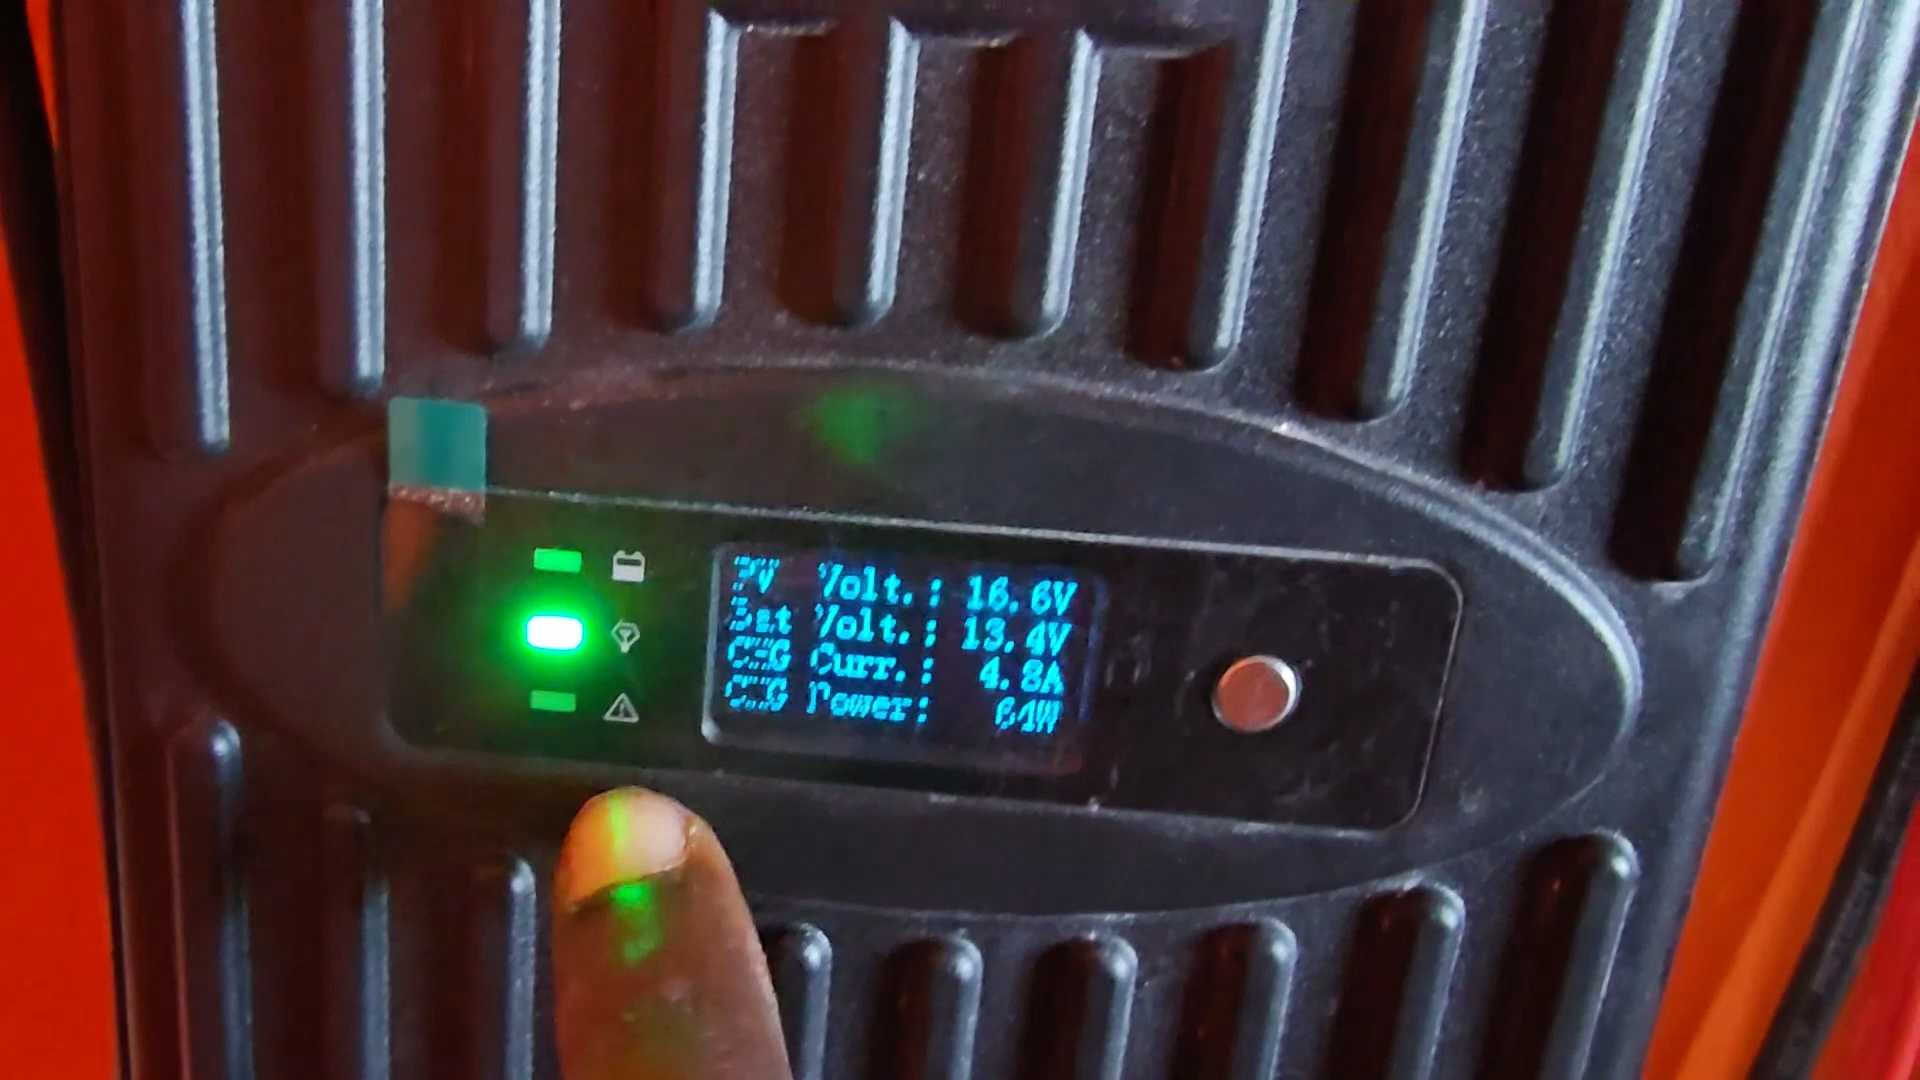 PV Volt.: 16.6V
Bat Volt.: 13.4V
CHG Curr.: 4.8A
CHG Power: 64W